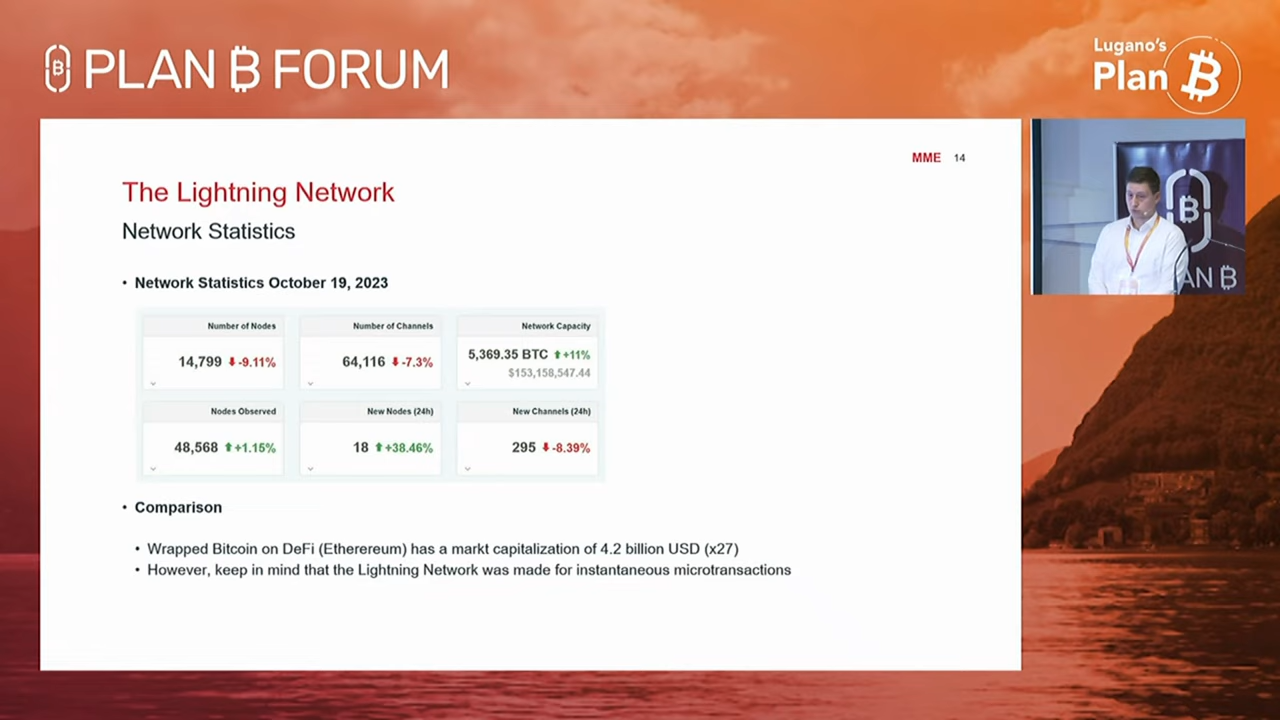 PLAN ₿ FORUM
Lugano's
Plan ₿
MME 14
The Lightning Network
Network Statistics
• Network Statistics October 19, 2023
Number of Nodes
14,799 -9.11%
Number of Channels
64,116 -7.3%
Network Capacity
5,369.35 BTC +11%
$153,158,547.44
Nodes Observed
48,568 +1.15%
New Nodes (24h)
18 +38.46%
New Channels (24h)
295 -8.39%
• Comparison
• Wrapped Bitcoin on DeFi (Etherereum) has a markt capitalization of 4.2 billion USD (x27)
• However, keep in mind that the Lightning Network was made for instantaneous microtransactions
AN ₿